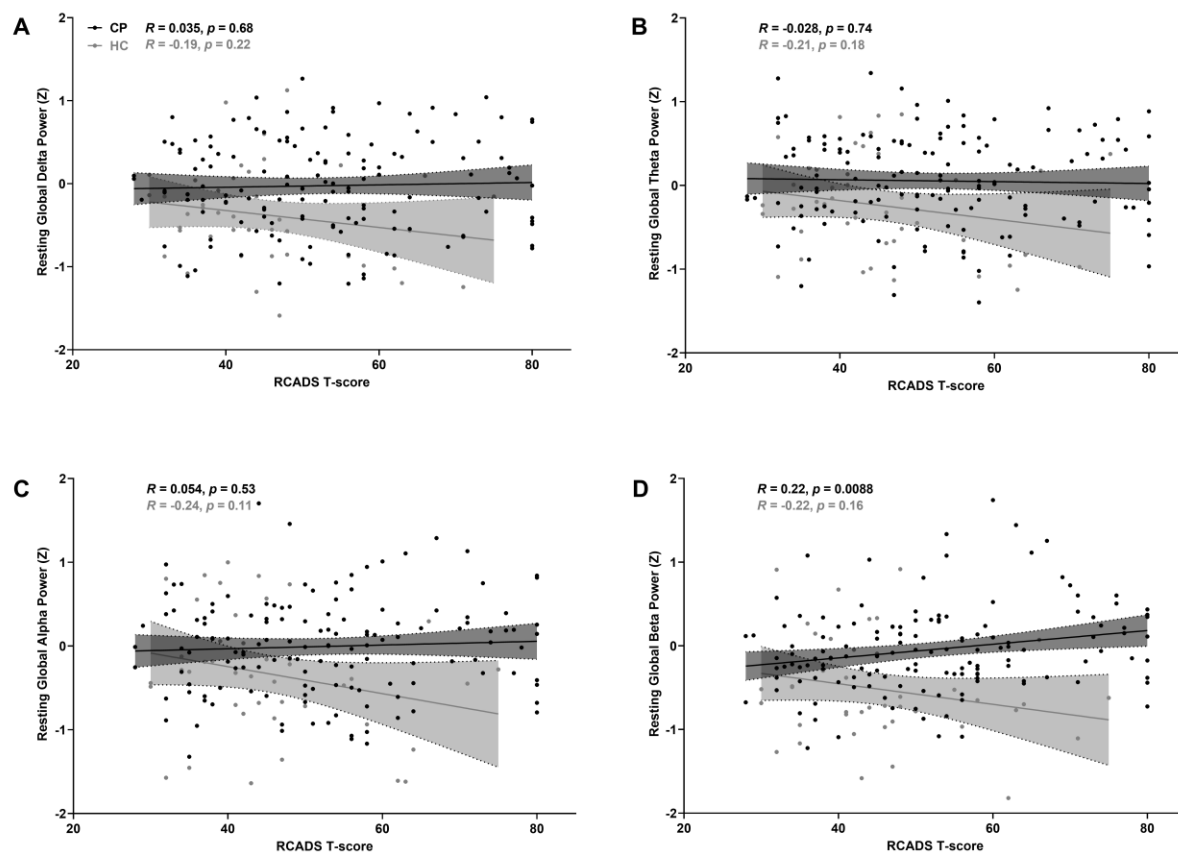 A
CP R = 0.035, p = 0.68
HC R = -0.19, p = 0.22
2
1
0
-1
-2
Resting Global Delta Power (Z)
20 40 60 80
RCADS T-score
B
R = -0.028, p = 0.74
R = -0.21, p = 0.18
2
1
0
-1
-2
Resting Global Theta Power (Z)
20 40 60 80
RCADS T-score
C
R = 0.054, p = 0.53
R = -0.24, p = 0.11
2
1
0
-1
-2
Resting Global Alpha Power (Z)
20 40 60 80
RCADS T-score
D
R = 0.22, p = 0.0088
R = -0.22, p = 0.16
2
1
0
-1
-2
Resting Global Beta Power (Z)
20 40 60 80
RCADS T-score